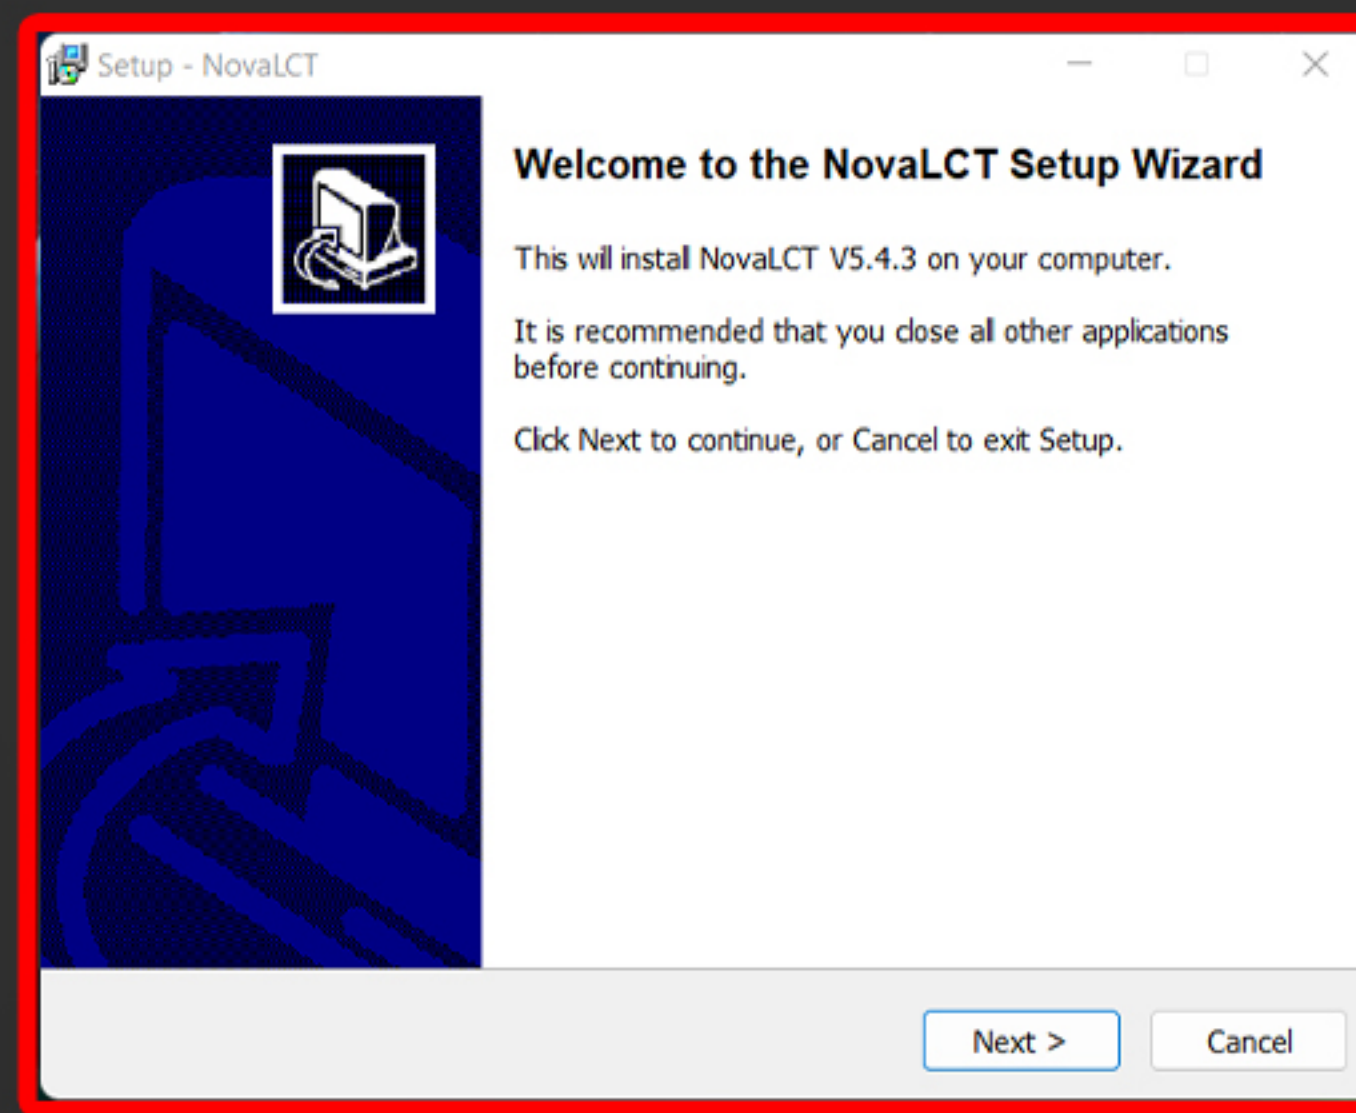 Setup - NovaLCT
Welcome to the NovaLCT Setup Wizard
This will install NovaLCT V5.4.3 on your computer.
It is recommended that you close all other applications
before continuing.
Click Next to continue, or Cancel to exit Setup.
Next >
Cancel